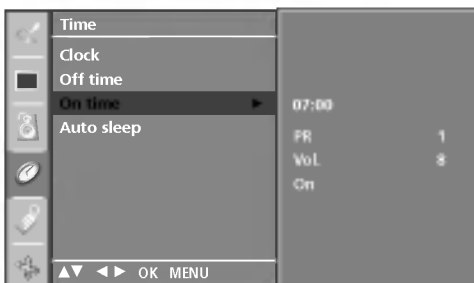 Time
Clock
Off time
On time ►
Auto sleep
▲▼ ◄► OK MENU
07:00
PR 1
Vol. 8
On